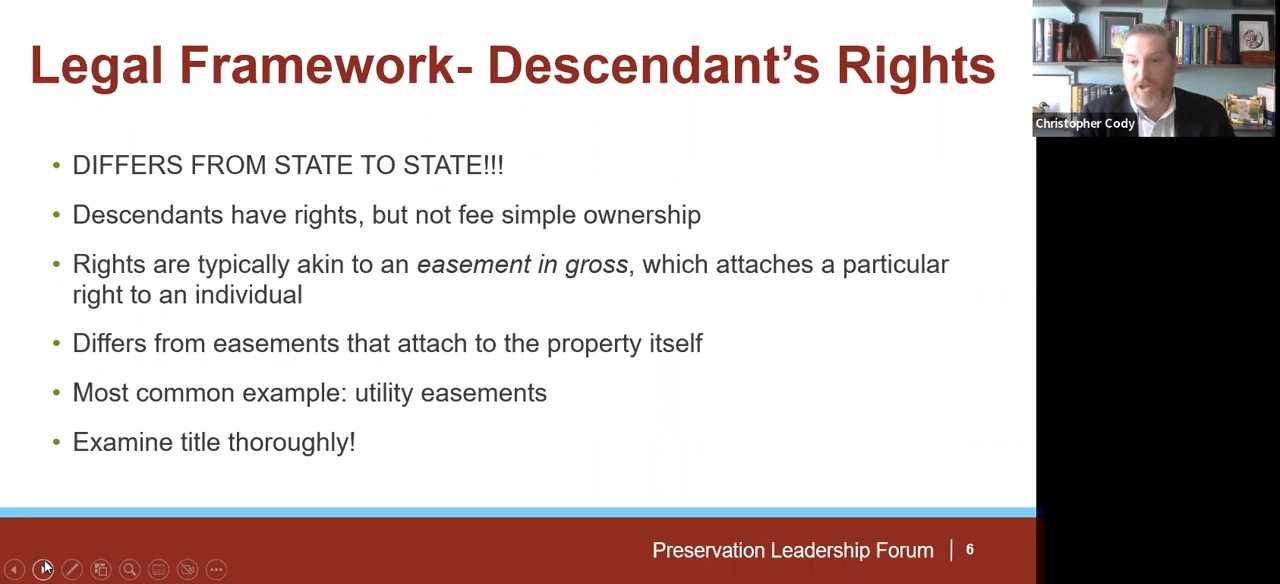 Legal Framework- Descendant’s Rights
Christopher Cody
• DIFFERS FROM STATE TO STATE!!!
• Descendants have rights, but not fee simple ownership
• Rights are typically akin to an easement in gross, which attaches a particular
right to an individual
• Differs from easements that attach to the property itself
• Most common example: utility easements
• Examine title thoroughly!
Preservation Leadership Forum | 6